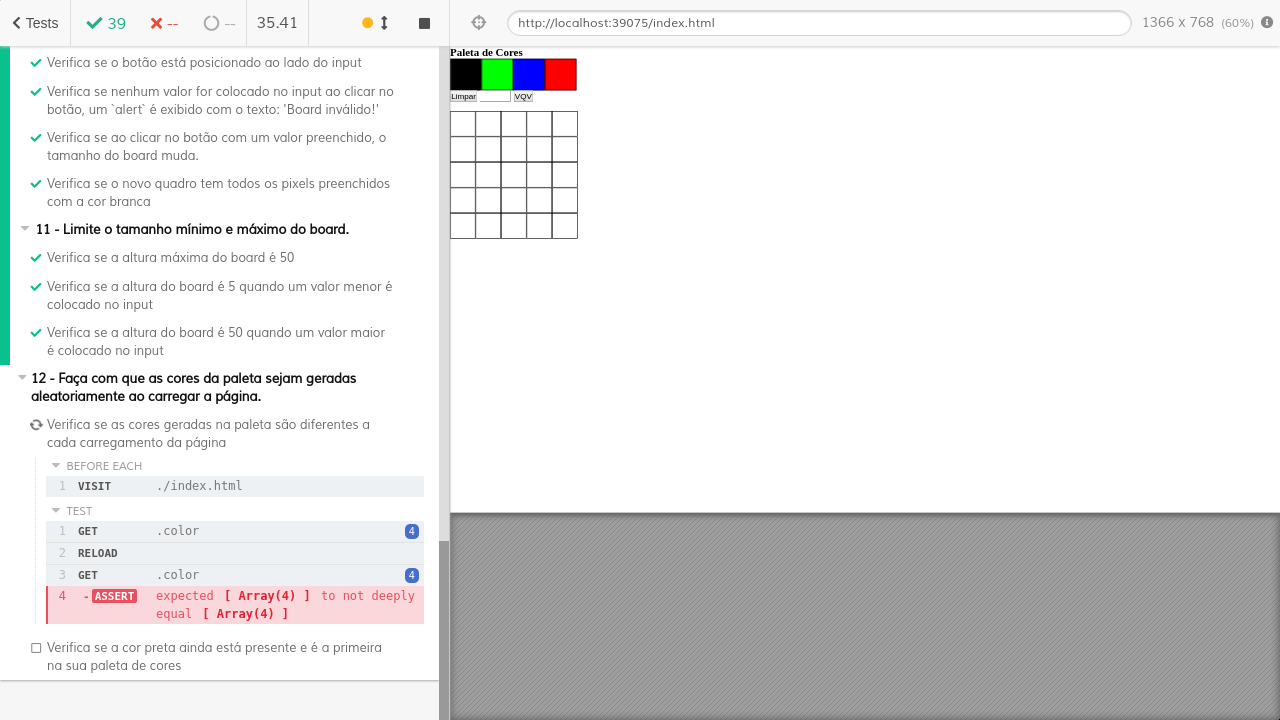 Tests
39
--
--
35.41
http://localhost:39075/index.html
1366 x 768 (60%)
Verifica se o botão está posicionado ao lado do input
Verifica se nenhum valor for colocado no input ao clicar no
botão, um `alert` é exibido com o texto: 'Board inválido!'
Verifica se ao clicar no botão com um valor preenchido, o
tamanho do board muda.
Verifica se o novo quadro tem todos os pixels preenchidos
com a cor branca
11 - Limite o tamanho mínimo e máximo do board.
Verifica se a altura máxima do board é 50
Verifica se a altura do board é 5 quando um valor menor é
colocado no input
Verifica se a altura do board é 50 quando um valor maior
é colocado no input
12 - Faça com que as cores da paleta sejam geradas
aleatoriamente ao carregar a página.
Verifica se as cores geradas na paleta são diferentes a
cada carregamento da página
BEFORE EACH
1 VISIT ./index.html
TEST
1 GET .color 4
2 RELOAD
3 GET .color 4
4 -ASSERT expected [ Array(4) ] to not deeply
equal [ Array(4) ]
Verifica se a cor preta ainda está presente e é a primeira
na sua paleta de cores
Paleta de Cores
Limpar VQV